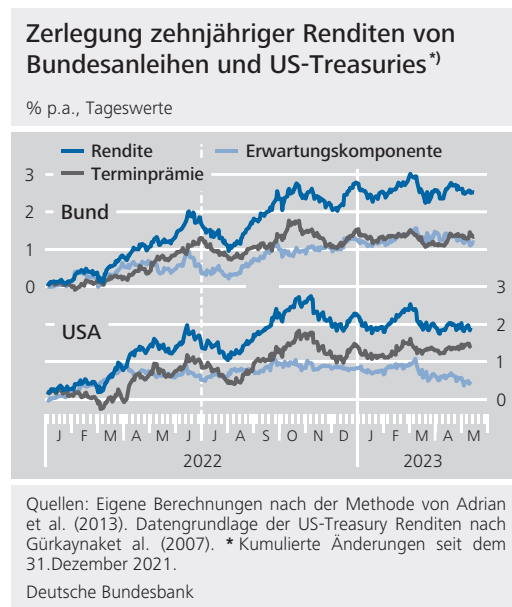 Zerlegung zehnjähriger Renditen von
Bundesanleihen und US-Treasuries*)
% p.a., Tageswerte
Rendite Erwartungskomponente
Terminprämie
3
2
1
0
Bund
3
2
1
0
USA
J F M A M J J A S O N D J F M A M
2022 2023
Quellen: Eigene Berechnungen nach der Methode von Adrian
et al. (2013). Datengrundlage der US-Treasury Renditen nach
Gürkaynaket al. (2007). * Kumulierte Änderungen seit dem
31.Dezember 2021.
Deutsche Bundesbank